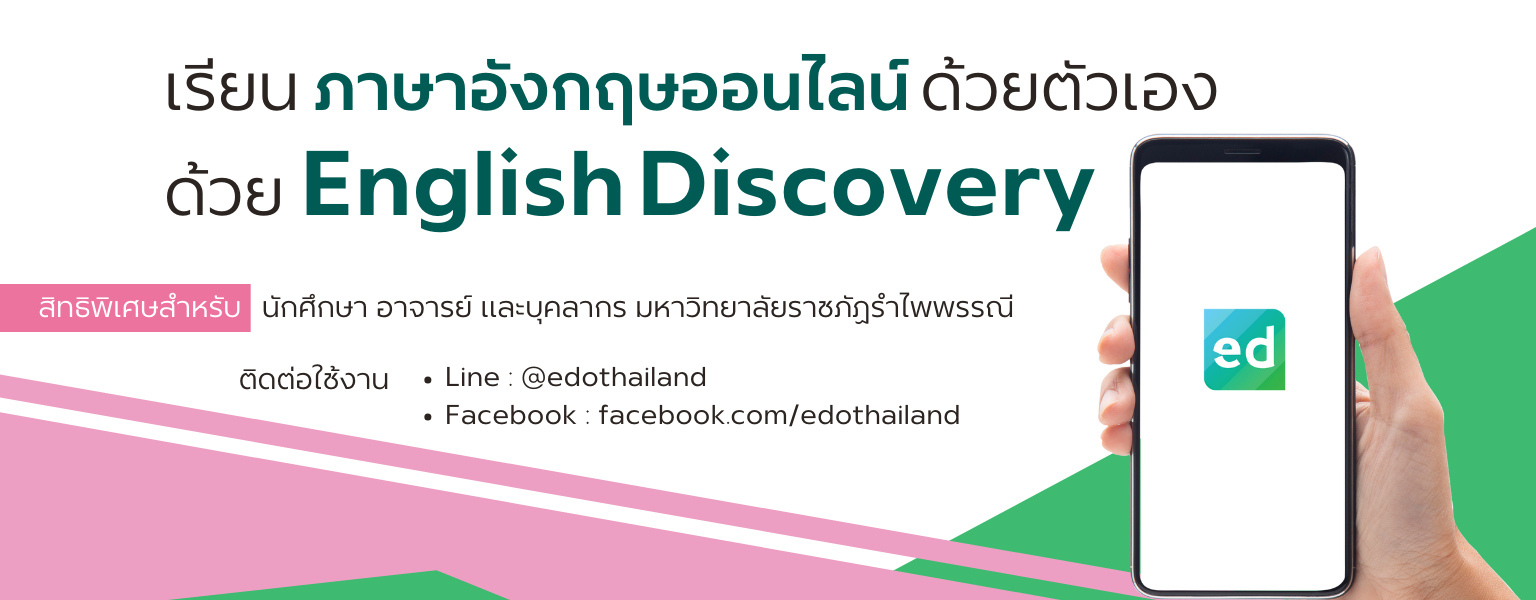 เรียน ภาษาอังกฤษออนไลน์ ด้วยตัวเอง
ด้วย English Discovery
สิทธิพิเศษสำหรับ นักศึกษา อาจารย์ และบุคลากร มหาวิทยาลัยราชภัฏรำไพพรรณี
ติดต่อใช้งาน • Line : @edothailand
• Facebook : facebook.com/edothailand
ed